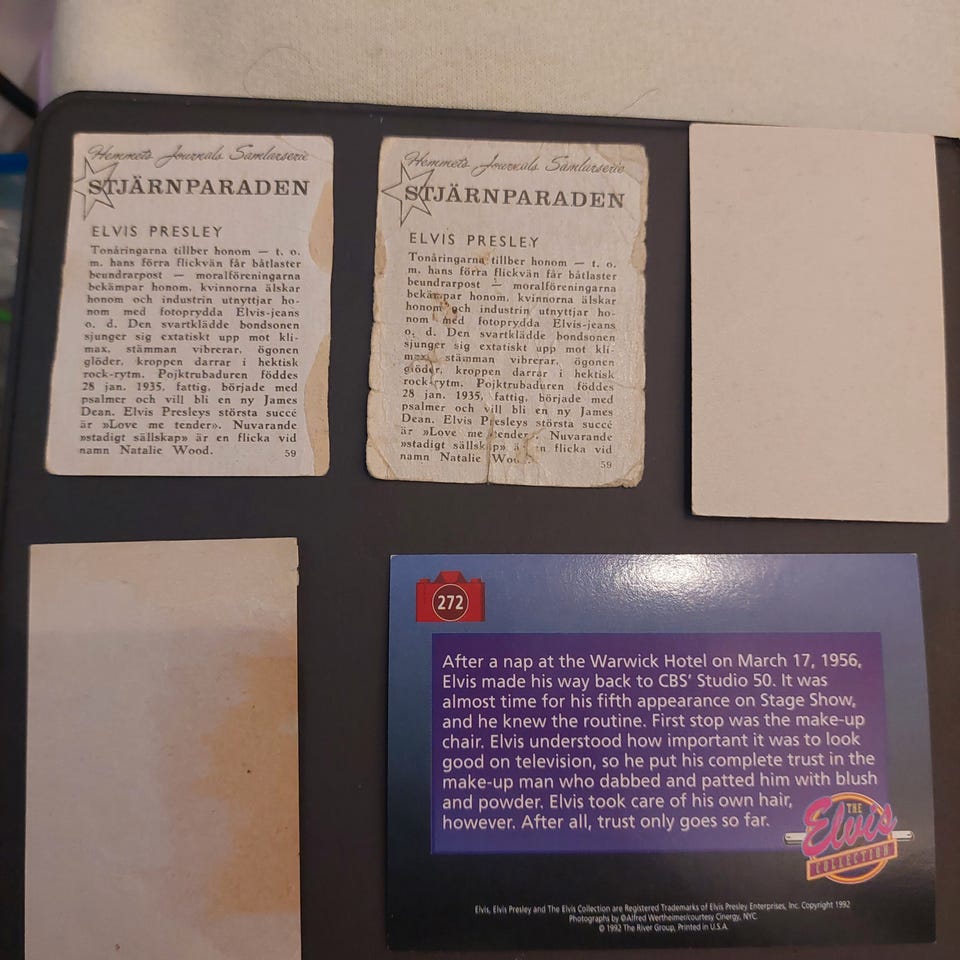 Hemmets Journals Samlarserie
STJÄRNPARADEN
ELVIS PRESLEY
Tonåringarna tillber honom — t. o.
m. hans förra flickvän får båtlaster
beundrarpost — moralföreningarna
bekämpar honom, kvinnorna älskar
honom och industrin utnyttjar ho-
nom med fotoprydda Elvis-jeans
o. d. Den svartklädde bondsonen
sjunger sig extatiskt upp mot kli-
max, stämman vibrerar, ögonen
glöder, kroppen darrar i hektisk
rock-rytm. Pojktrubaduren föddes
28 jan. 1935, fattig, började med
psalmer och vill bli en ny James
Dean. Elvis Presleys största succé
är »Love me tender». Nuvarande
»stadigt sällskap» är en flicka vid
namn Natalie Wood.
59
Hemmets Journals Samlarserie
STJÄRNPARADEN
ELVIS PRESLEY
Tonåringarna tillber honom — t. o.
m. hans förra flickvän får båtlaster
beundrarpost — moralföreningarna
bekämpar honom, kvinnorna älskar
honom och industrin utnyttjar ho-
nom med fotoprydda Elvis-jeans
o. d. Den svartklädde bondsonen
sjunger sig extatiskt upp mot kli-
max, stämman vibrerar, ögonen
glöder, kroppen darrar i hektisk
rock-rytm. Pojktrubaduren föddes
28 jan. 1935, fattig, började med
psalmer och vill bli en ny James
Dean. Elvis Presleys största succé
är »Love me tender». Nuvarande
»stadigt sällskap» är en flicka vid
namn Natalie
59
272
After a nap at the Warwick Hotel on March 17, 1956,
Elvis made his way back to CBS' Studio 50. It was
almost time for his fifth appearance on Stage Show,
and he knew the routine. First stop was the make-up
chair. Elvis understood how important it was to look
good on television, so he put his complete trust in the
make-up man who dabbed and patted him with blush
and powder. Elvis took care of his own hair,
however. After all, trust only goes so far.
THE
Elvis
COLLECTION
Elvis, Elvis Presley and The Elvis Collection are Registered Trademarks of Elvis Presley Enterprises, Inc. Copyright 1992
Photographs by ©Alfred Wertheimer/courtesy Cinergy, NYC
© 1992 The River Group, Printed in U.S.A.